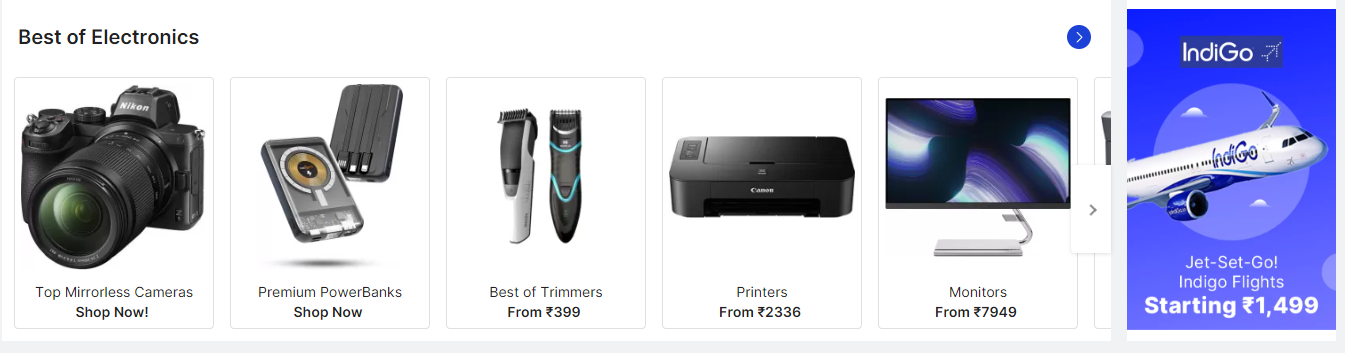 Best of Electronics
Nikon
Top Mirrorless Cameras
Shop Now!
Premium PowerBanks
Shop Now
Best of Trimmers
From ₹399
Canon
Printers
From ₹2336
Monitors
From ₹7949
IndiGo
IndiGo
IndiGo
Jet-Set-Go!
Indigo Flights
Starting ₹1,499